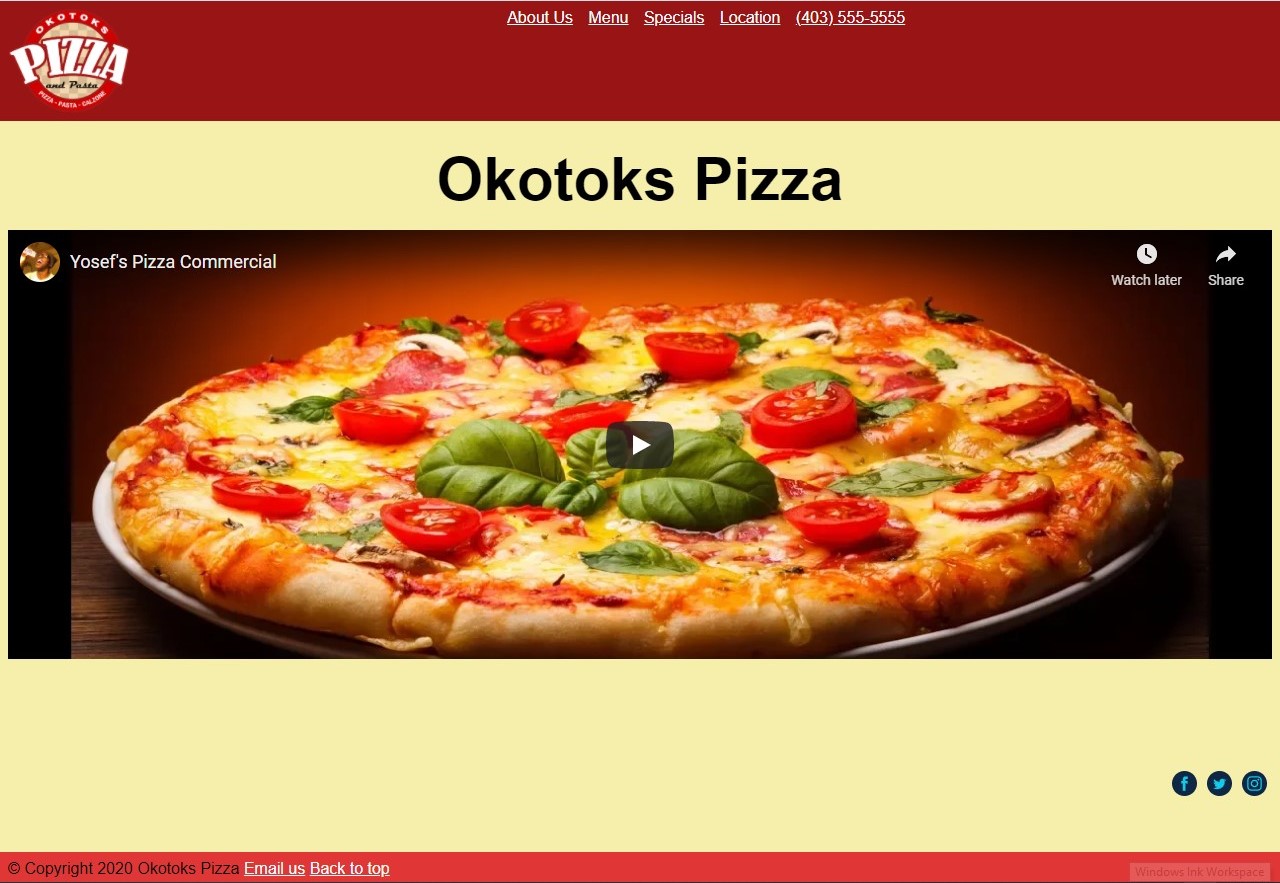 OKOTOKS
PIZZA
and Pasta
PIZZA - PASTA - CALZONE
About Us Menu Specials Location (403) 555-5555
Okotoks Pizza
Yosef's Pizza Commercial
Watch later Share
© Copyright 2020 Okotoks Pizza Email us Back to top
Windows Ink Workspace